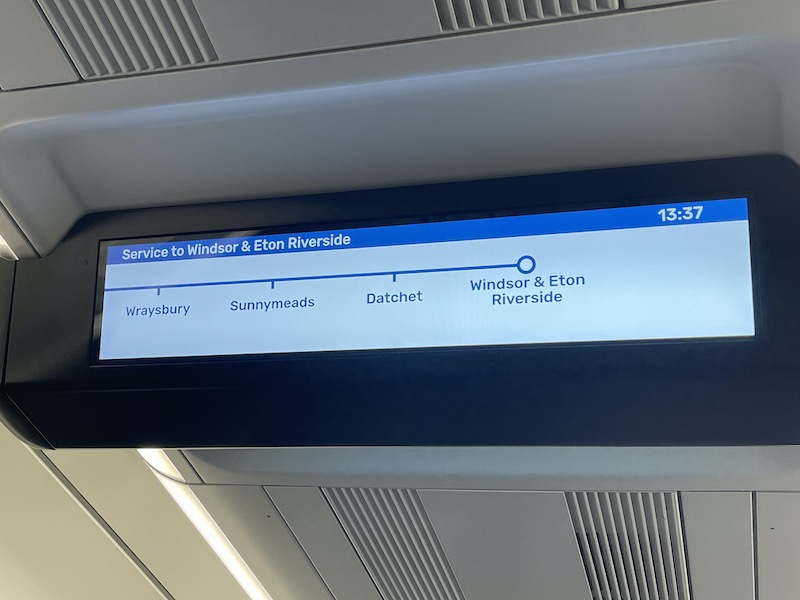 Service to Windsor & Eton Riverside
13:37
Wraysbury
Sunnymeads
Datchet
Windsor & Eton
Riverside